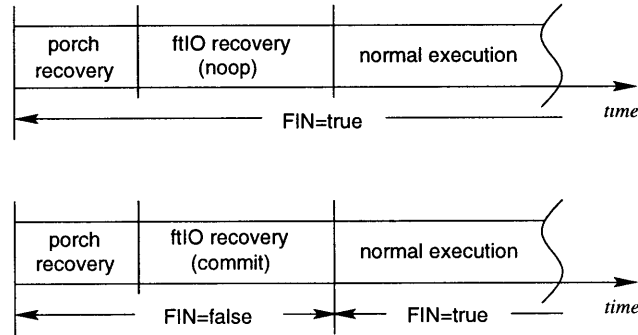 porch ftIO recovery normal execution
recovery (noop)
time
FIN=true
porch ftIO recovery normal execution
recovery (commit)
time
FIN=false FIN=true